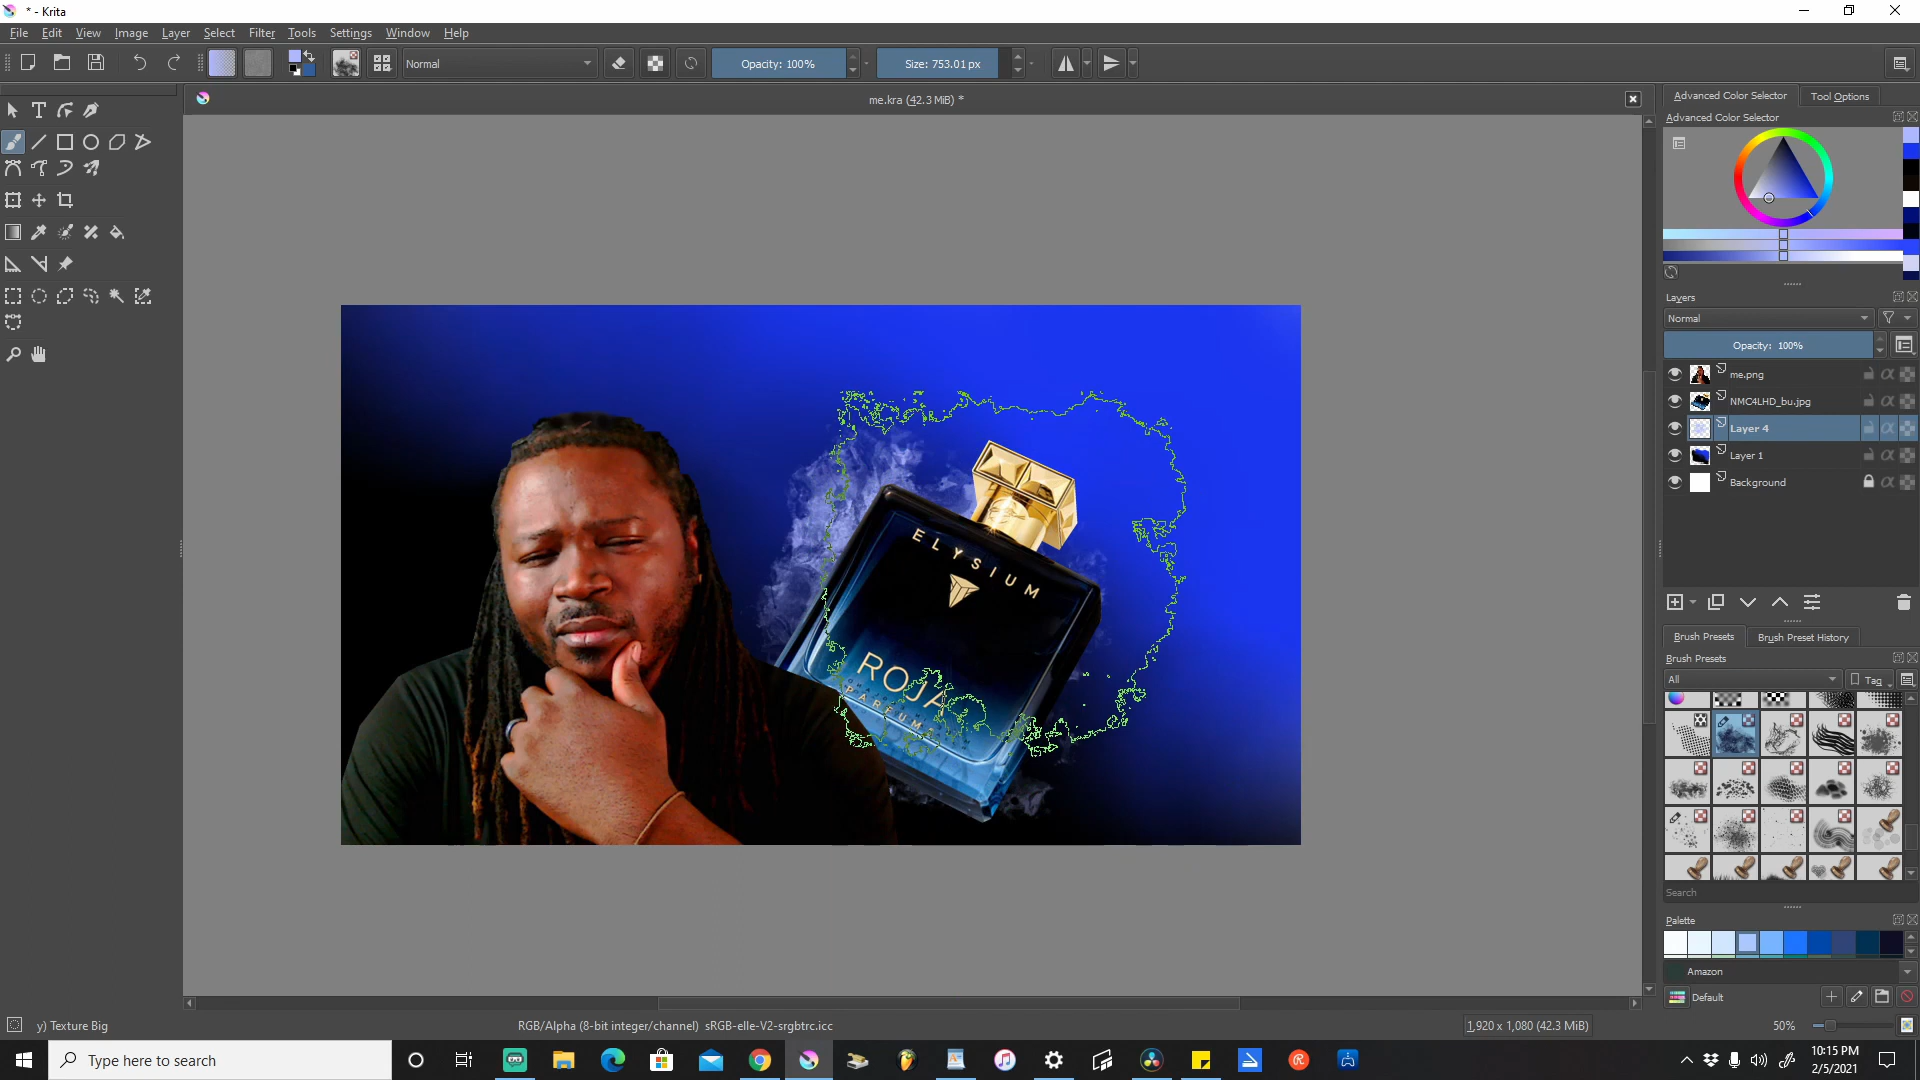 * - Krita
File Edit View Image Layer Select Filter Tools Settings Window Help
Normal
Opacity: 100%
Size: 753.01 px
me.kra (42.3 MiB) *
Advanced Color Selector
Tool Options
Advanced Color Selector
Layers
Normal
Opacity: 100%
me.png
NMC4LHD_bu.jpg
Layer 4
Layer 1
Background
ELYSIUM
ROJA
PARFUMS
Brush Presets
Brush Preset History
Brush Presets
All
Tag
Search
Palette
Amazon
Default
y) Texture Big
RGB/Alpha (8-bit integer/channel) sRGB-elle-V2-srgbtrc.icc
1,920 x 1,080 (42.3 MiB)
50%
Type here to search
10:15 PM
2/5/2021